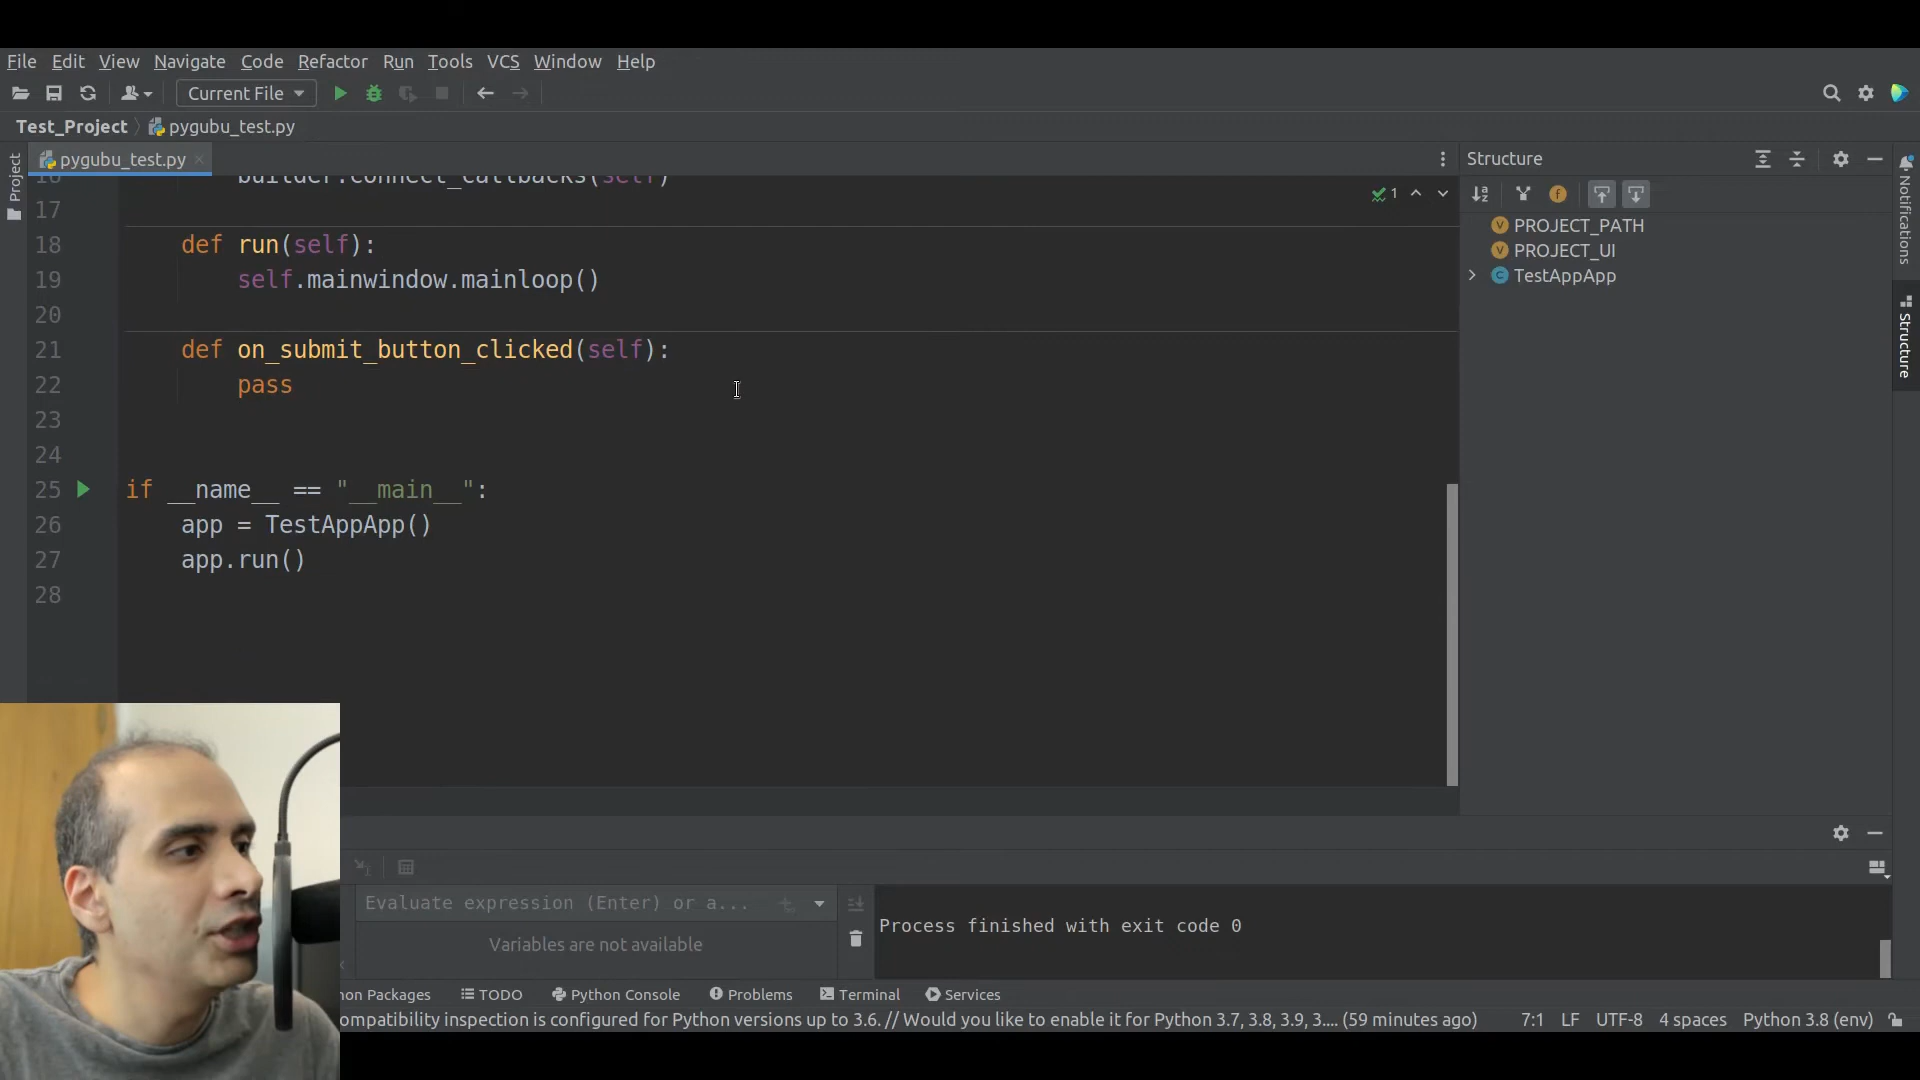 File Edit View Navigate Code Refactor Run Tools VCS Window Help
Current File
Test_Project pygubu_test.py
Project
pygubu_test.py
Structure
Notifications
Structure
1
16 builder.connect_callbacks(self)
17
18 def run(self):
19 self.mainwindow.mainloop()
20
21 def on_submit_button_clicked(self):
22 pass
23
24
25 if __name__ == "__main__":
26 app = TestAppApp()
27 app.run()
28
PROJECT_PATH
PROJECT_UI
TestAppApp
Evaluate expression (Enter) or a...
Variables are not available
Process finished with exit code 0
hon Packages TODO Python Console Problems Terminal Services
ompatibility inspection is configured for Python versions up to 3.6. // Would you like to enable it for Python 3.7, 3.8, 3.9, 3.... (59 minutes ago) 7:1 LF UTF-8 4 spaces Python 3.8 (env)